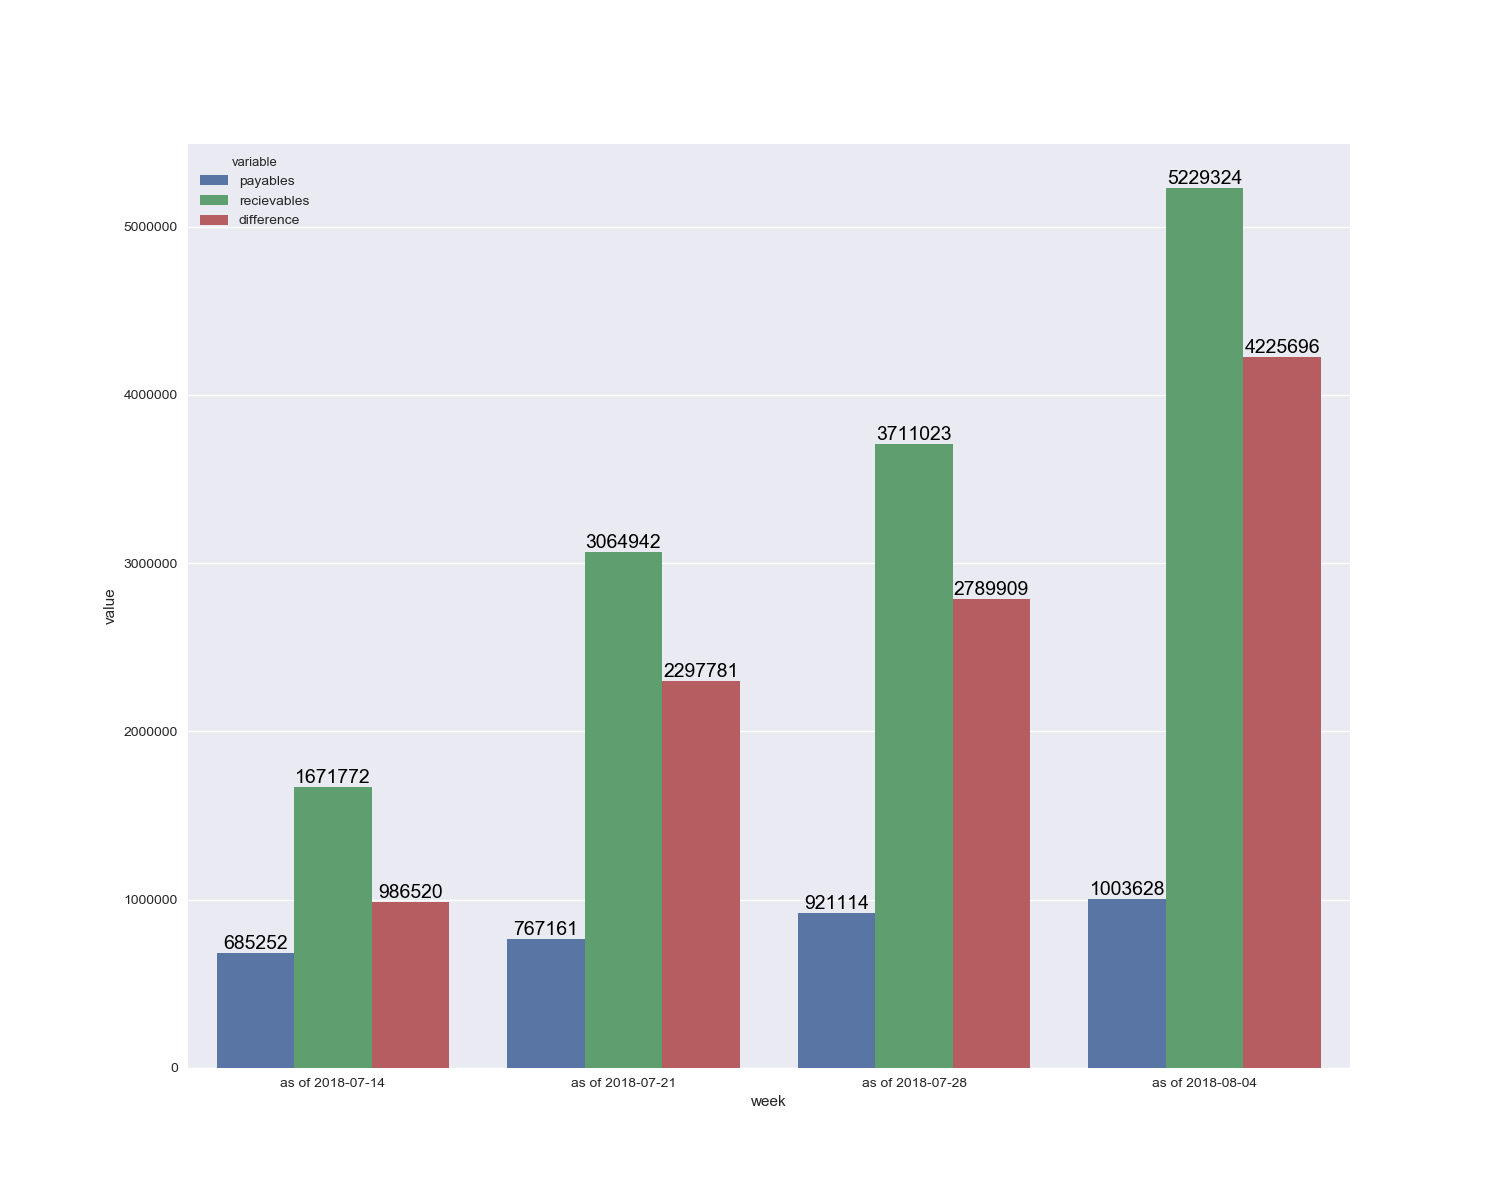 variable
payables
recievables
difference
5000000
4000000
3000000
2000000
1000000
0
value
685252
1671772
986520
767161
3064942
2297781
921114
3711023
2789909
1003628
5229324
4225696
as of 2018-07-14
as of 2018-07-21
as of 2018-07-28
as of 2018-08-04
week